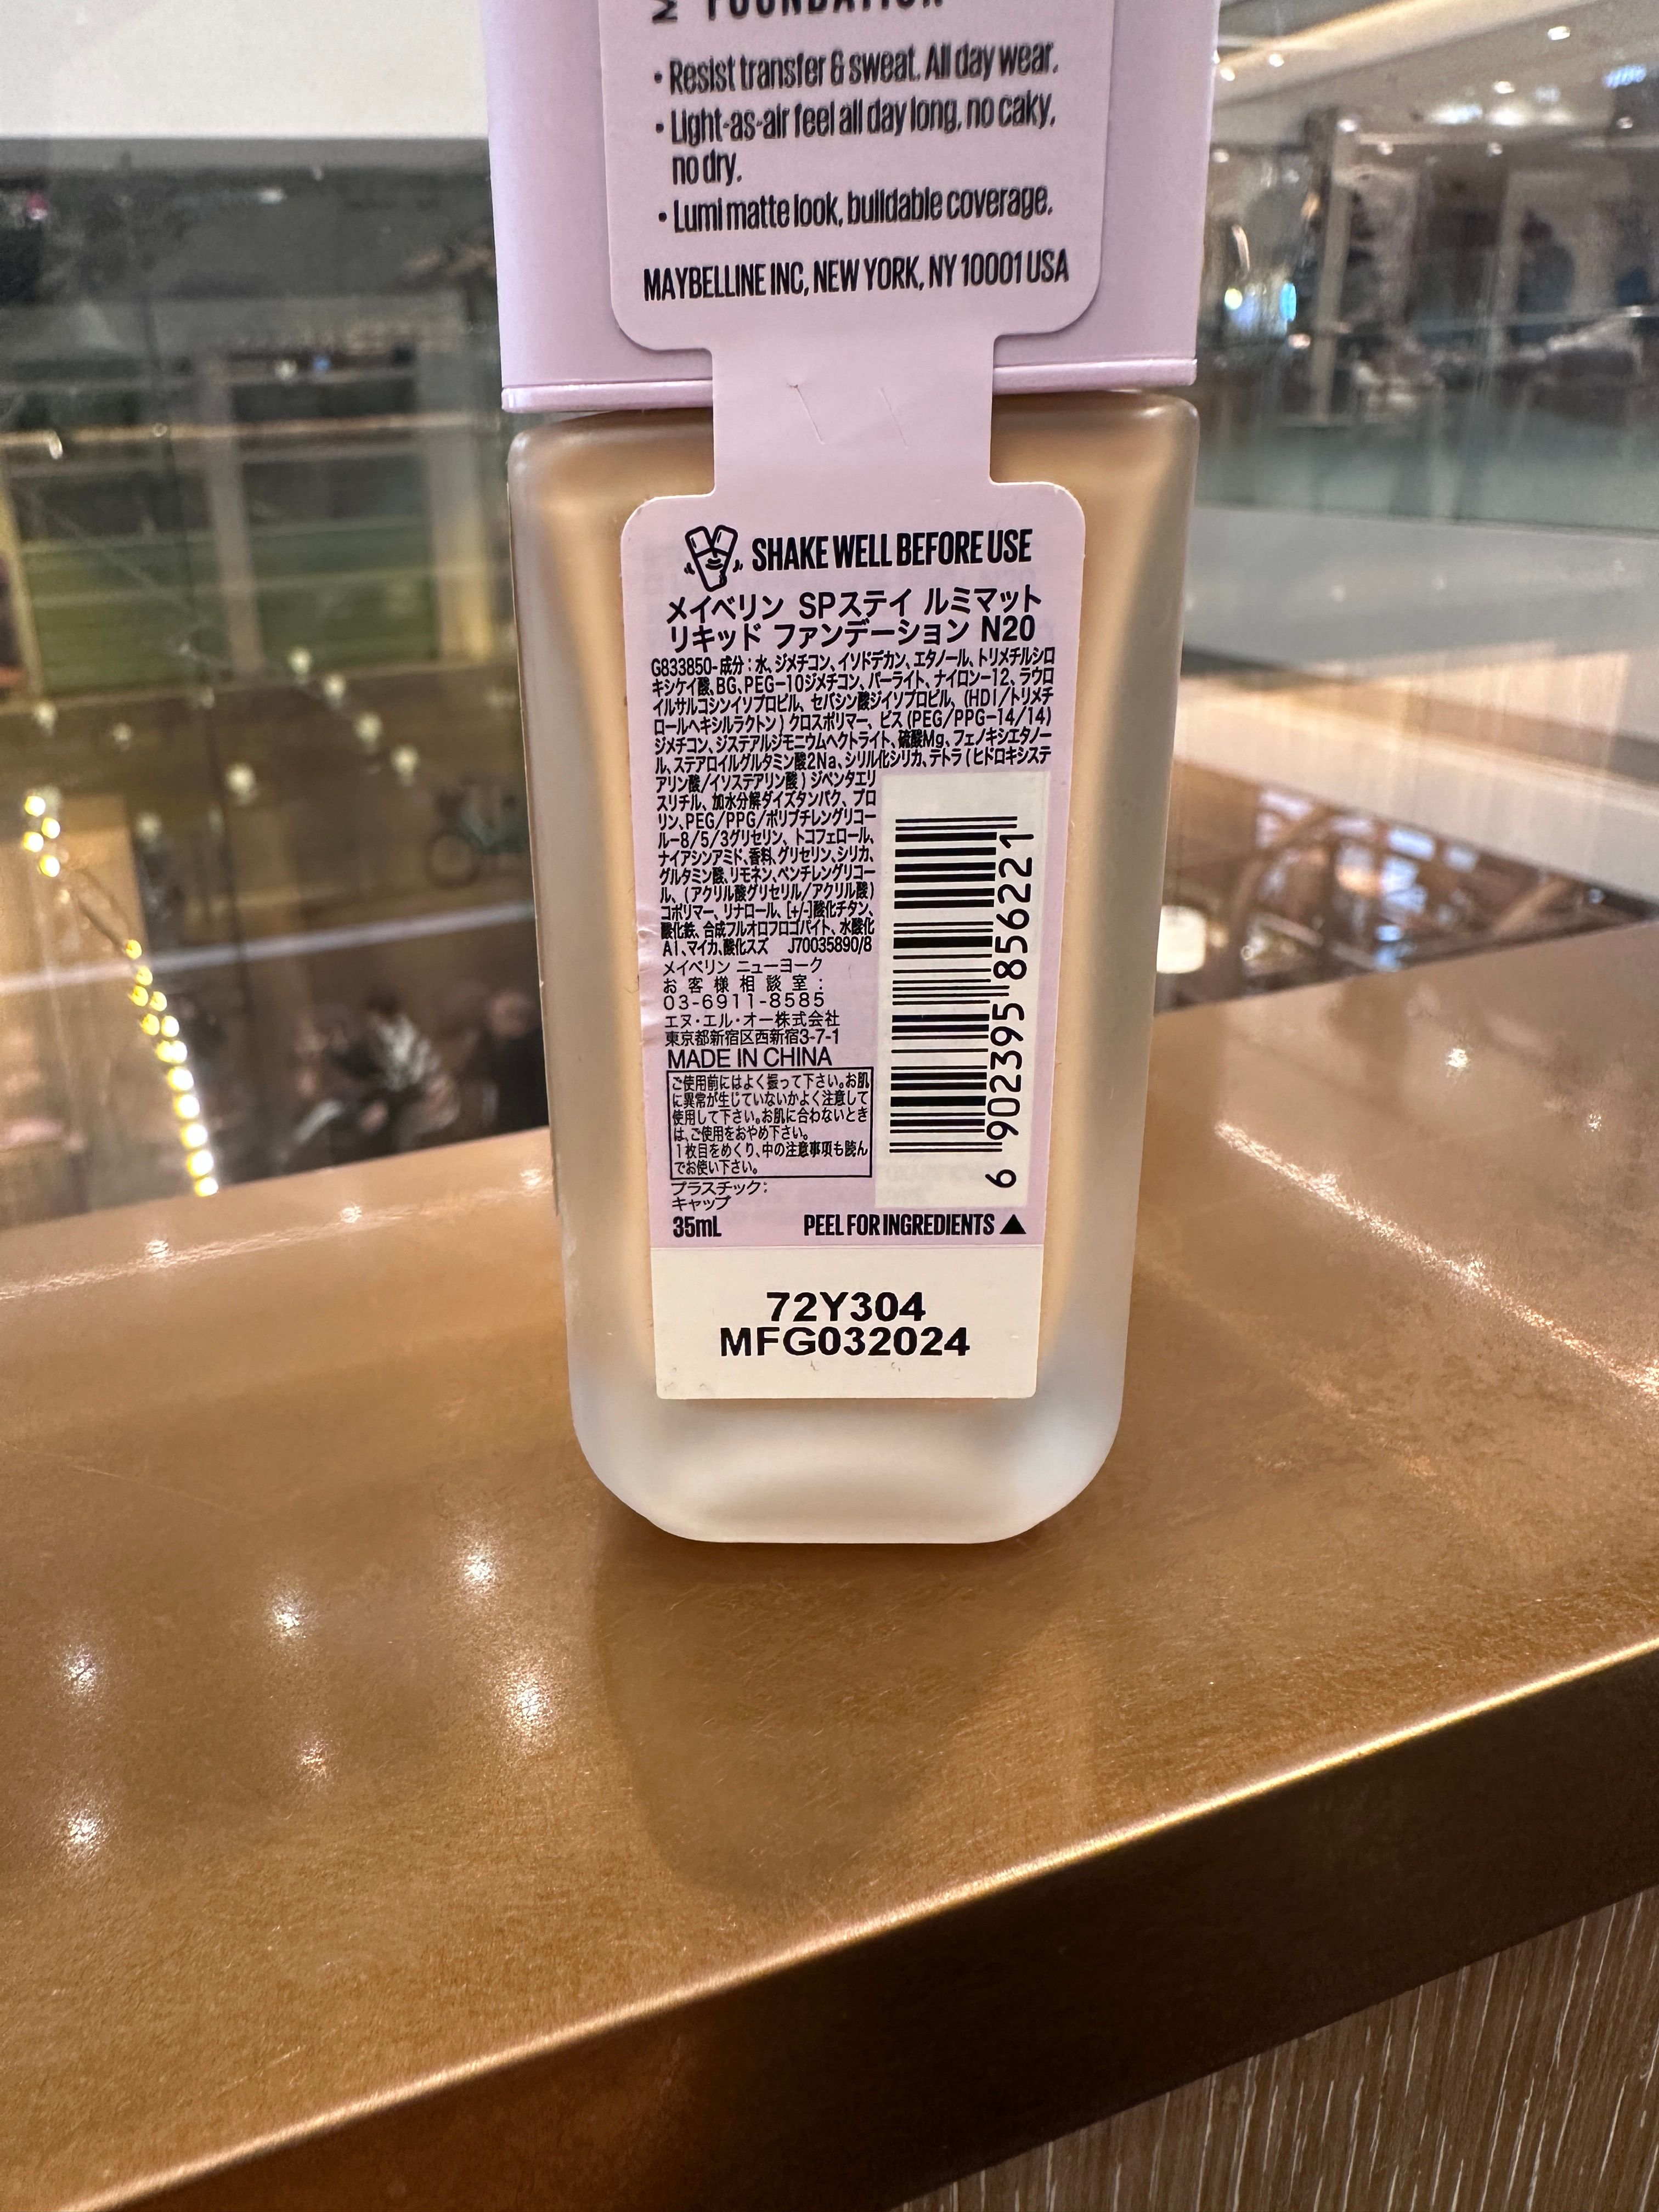 FOUNDATION
• Resist transfer & sweat. All day wear.
• Light-as-air feel all day long, no caky,
no dry.
• Lumi matte look, buildable coverage.
MAYBELLINE INC, NEW YORK, NY 10001 USA
SHAKE WELL BEFORE USE
メイベリン SPステイ ルミマット
リキッド ファンデーション N20
G833850-成分:水、ジメチコン、イソドデカン、エタノール、トリメチルシロ
キシケイ酸、BG、PEG-10ジメチコン、パーライト、ナイロン-12、ラウロ
イルサルコシンイソプロピル、セバシン酸ジイソプロピル、(HDI/トリメチ
ロールヘキシルラクトン)クロスポリマー、ビス(PEG/PPG-14/14)
ジメチコン、ジステアルジモニウムヘクトライト、硫酸Mg、フェノキシエタノー
ル、ステアロイルグルタミン酸2Na、シリル化シリカ、テトラ(ヒドロキシステ
アリン酸/イソステアリン酸)ジペンタエリ
スリチル、加水分解ダイズタンパク、プロ
リン、PEG/PPG/ポリブチレングリコー
ル-8/5/3グリセリン、トコフェロール、
ナイアシンアミド、香料、グリセリン、シリカ、
グルタミン酸、リモネン、ペンチレングリコー
ル、(アクリル酸グリセリル/アクリル酸)
コポリマー、リナロール、[+/-]酸化チタン、
酸化鉄、合成フルオロフロゴパイト、水酸化
Al、マイカ、酸化スズ J70035890/8
メイベリン ニューヨーク
お客様相談室:
03-6911-8585
エヌ・エル・オー株式会社
東京都新宿区西新宿3-7-1
MADE IN CHINA
ご使用前にはよく振って下さい。お肌
に異常が生じていないかよく注意して
使用して下さい。お肌に合わないとき
は、ご使用をおやめ下さい。
1枚目をめくり、中の注意事項も読ん
でお使い下さい。
プラスチック:
キャップ
35mL PEEL FOR INGREDIENTS ▲
6 902395 856221
72Y304
MFG032024